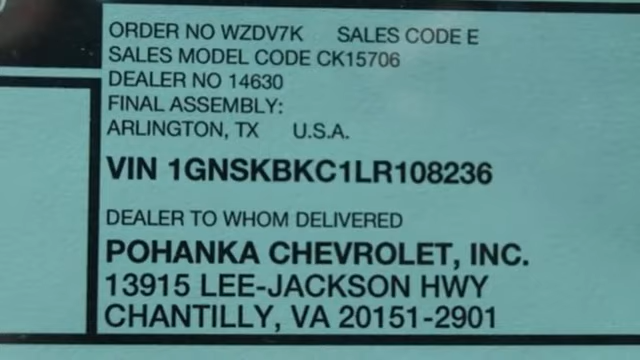 ORDER NO WZDV7K SALES CODE E
SALES MODEL CODE CK15706
DEALER NO 14630
FINAL ASSEMBLY:
ARLINGTON, TX U.S.A.
VIN 1GNSKBKC1LR108236
DEALER TO WHOM DELIVERED
POHANKA CHEVROLET, INC.
13915 LEE-JACKSON HWY
CHANTILLY, VA 20151-2901